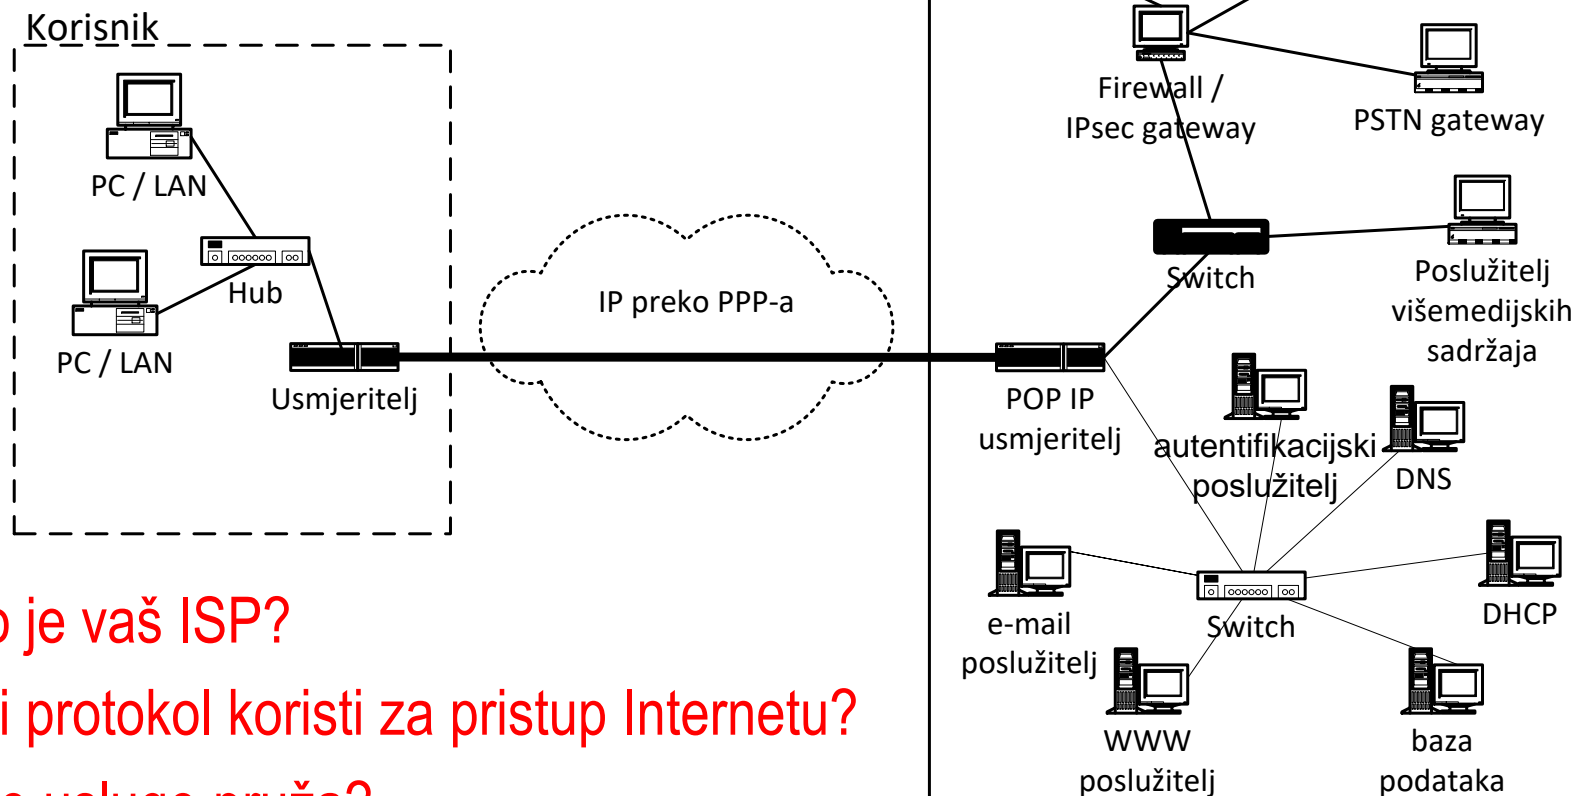 Korisnik
PC / LAN
Hub
PC / LAN
Usmjeritelj
IP preko PPP-a
Firewall /
IPsec gateway
PSTN gateway
Switch
Poslužitelj
višemedijskih
sadržaja
POP IP
usmjeritelj
autentifikacijski
poslužitelj
DNS
e-mail
poslužitelj
Switch
DHCP
WWW
poslužitelj
baza
podataka
je vaš ISP?
protokol koristi za pristup Internetu?
usluge pruža?